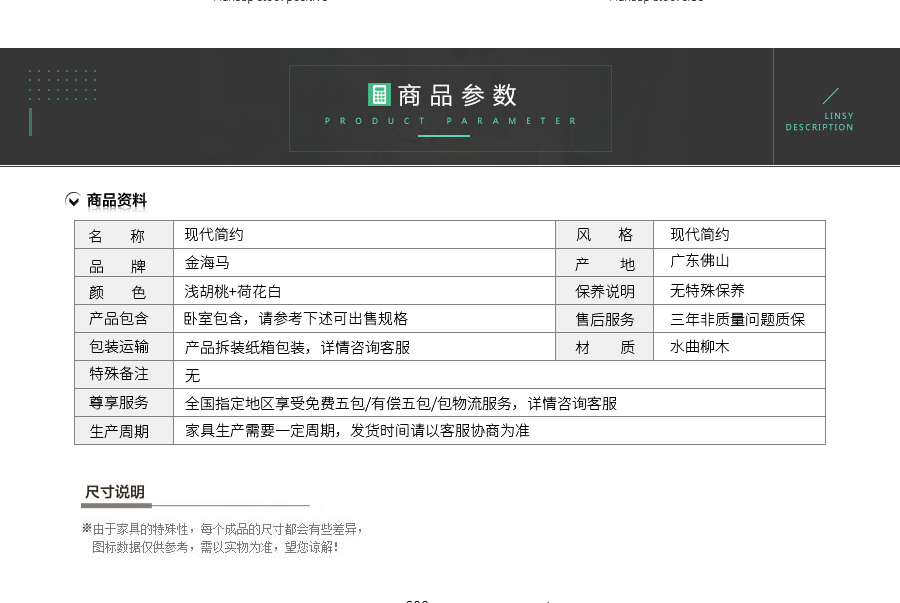 商品参数
PRODUCT PARAMETER
LINSY
DESCRIPTION
商品资料
名 称 现代简约 风 格 现代简约
品 牌 金海马 产 地 广东佛山
颜 色 浅胡桃+荷花白 保养说明 无特殊保养
产品包含 卧室包含，请参考下述可出售规格 售后服务 三年非质量问题质保
包装运输 产品拆装纸箱包装，详情咨询客服 材 质 水曲柳木
特殊备注 无
尊享服务 全国指定地区享受免费五包/有偿五包/包物流服务，详情咨询客服
生产周期 家具生产需要一定周期，发货时间请以客服协商为准
尺寸说明
※由于家具的特殊性，每个成品的尺寸都会有些差异，
图标数据仅供参考，需以实物为准，望您谅解！